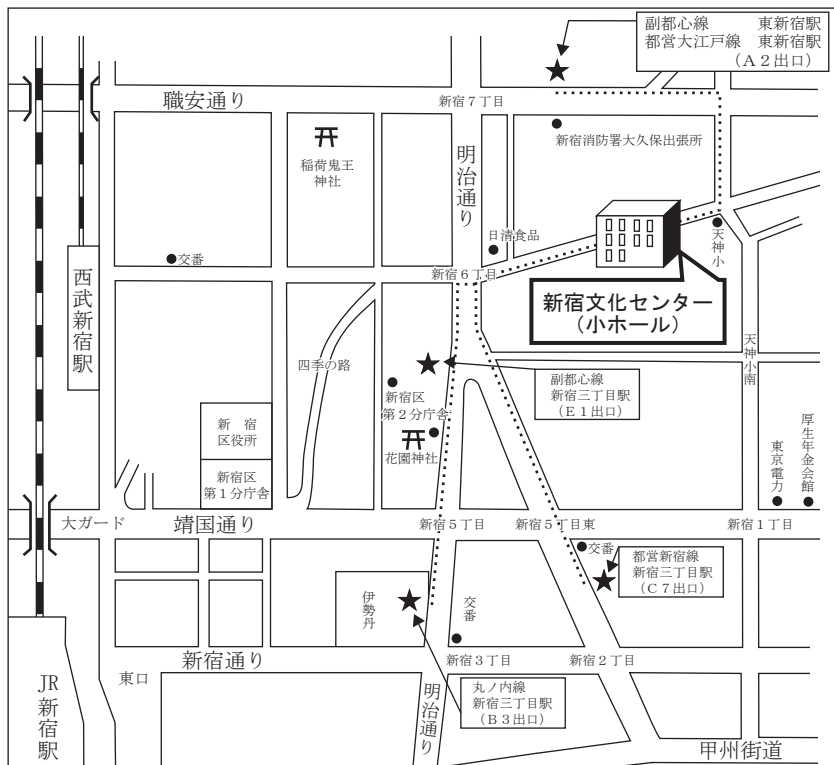 副都心線　東新宿駅
都営大江戸線　東新宿駅
（Ａ２出口）
職安通り
新宿７丁目
新宿消防署大久保出張所
稲荷鬼王
神社
明治通り
日清食品
天神小
交番
新宿６丁目
西武新宿駅
新宿文化センター
（小ホール）
四季の路
天神小南
副都心線
新宿三丁目駅
（Ｅ１出口）
新宿区
第２分庁舎
新　宿
区役所
花園神社
厚生年金会館
東京電力
新宿区
第１分庁舎
大ガード
靖国通り
新宿５丁目
新宿５丁目東
新宿１丁目
交番
都営新宿線
新宿三丁目駅
（Ｃ７出口）
伊勢丹
交番
新宿通り
新宿３丁目
新宿２丁目
東口
JR新宿駅
明治通り
丸ノ内線
新宿三丁目駅
（Ｂ３出口）
甲州街道